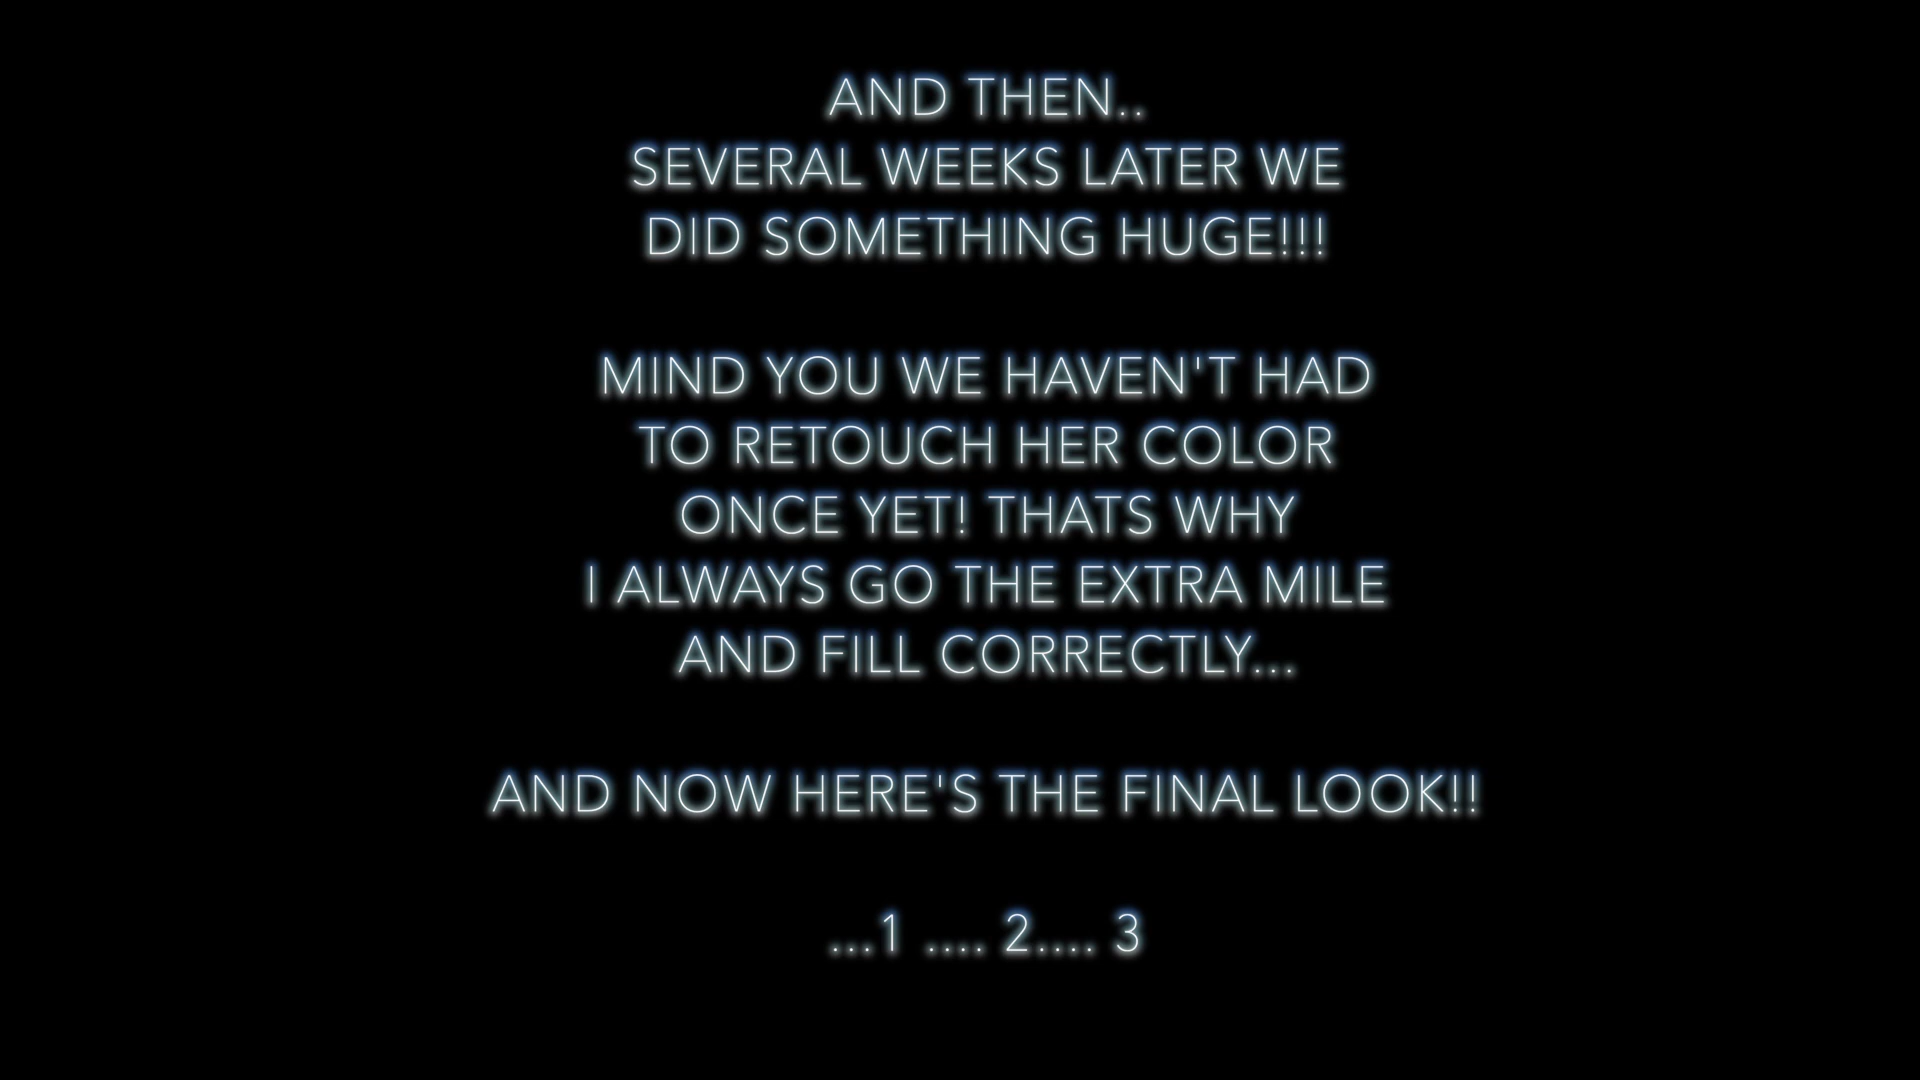 AND THEN..
SEVERAL WEEKS LATER WE
DID SOMETHING HUGE!!!
MIND YOU WE HAVEN'T HAD
TO RETOUCH HER COLOR
ONCE YET! THATS WHY
I ALWAYS GO THE EXTRA MILE
AND FILL CORRECTLY...
AND NOW HERE'S THE FINAL LOOK!!
...1 .... 2.... 3